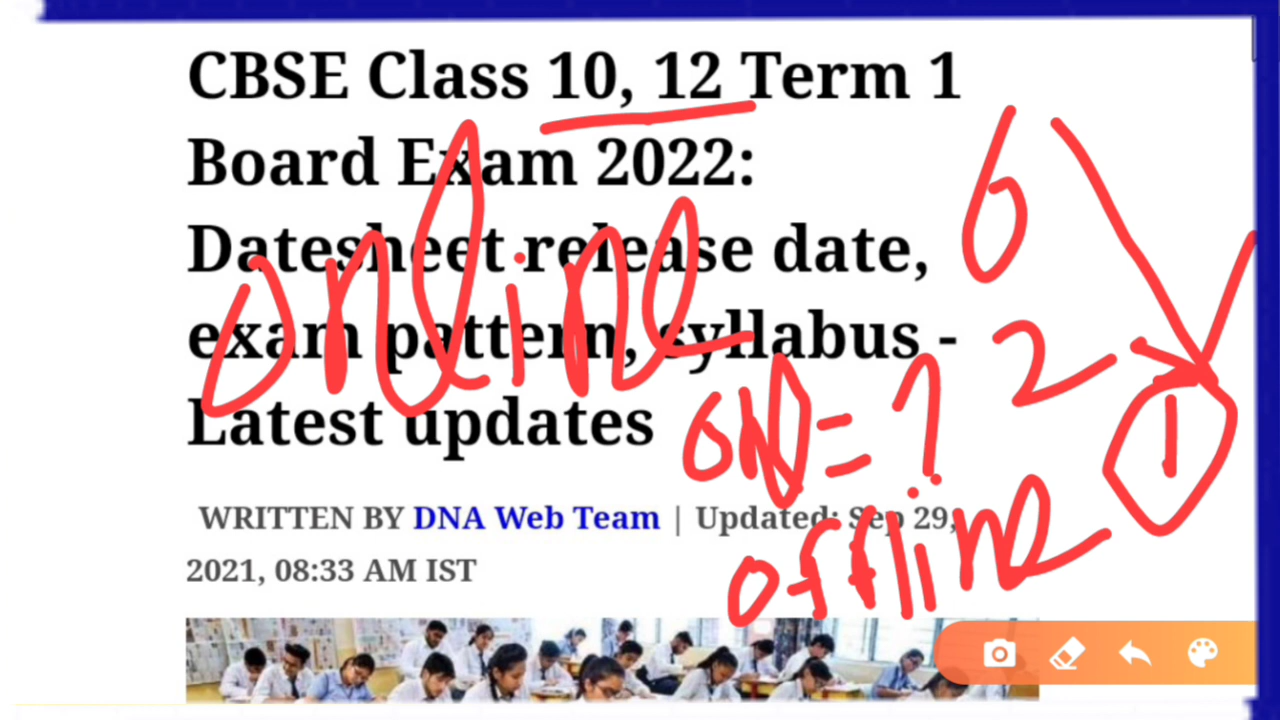 CBSE Class 10, 12 Term 1
Board Exam 2022:
Datesheet release date,
exam pattern, syllabus -
Latest updates
WRITTEN BY DNA Web Team | Updated: Sep 29,
2021, 08:33 AM IST
online
6
2
1
= ?
offline